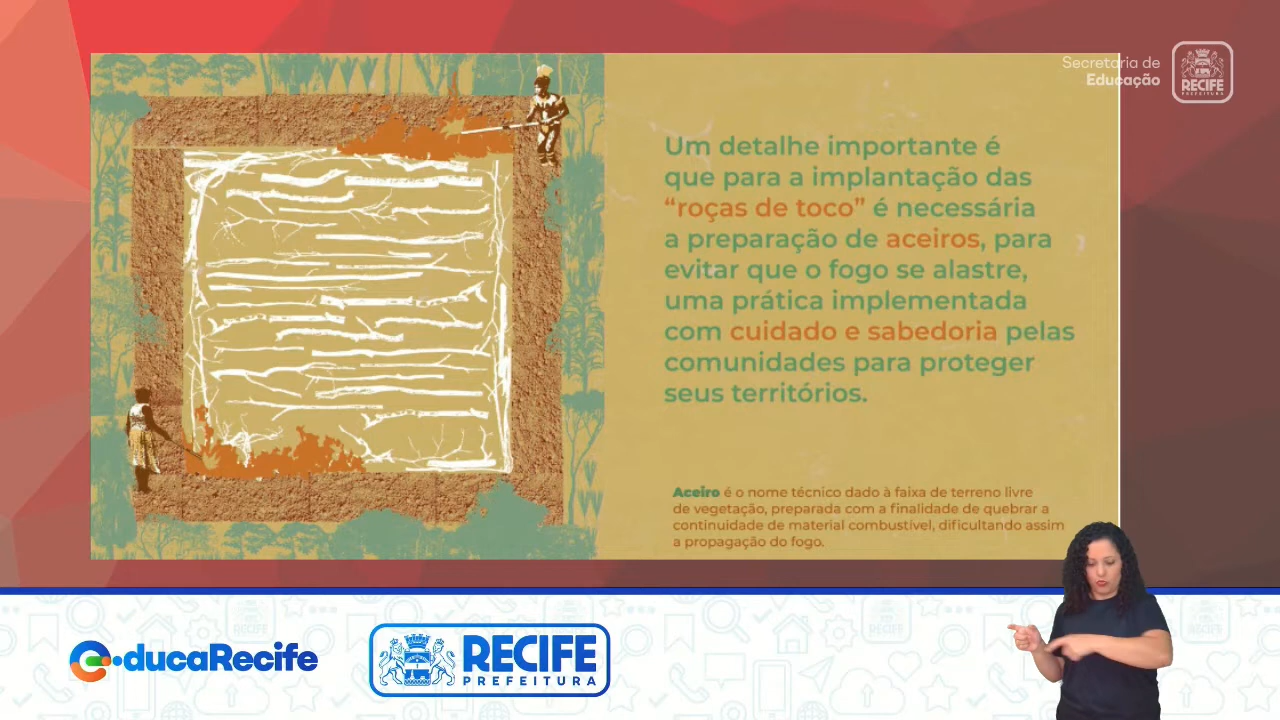 Secretaria de
Educação
RECIFE
PREFEITURA
Um detalhe importante é
que para a implantação das
“roças de toco” é necessária
a preparação de aceiros, para
evitar que o fogo se alastre,
uma prática implementada
com cuidado e sabedoria pelas
comunidades para proteger
seus territórios.
Aceiro é o nome técnico dado à faixa de terreno livre
de vegetação, preparada com a finalidade de quebrar a
continuidade de material combustível, dificultando assim
a propagação do fogo.
educaRecife
RECIFE
PREFEITURA